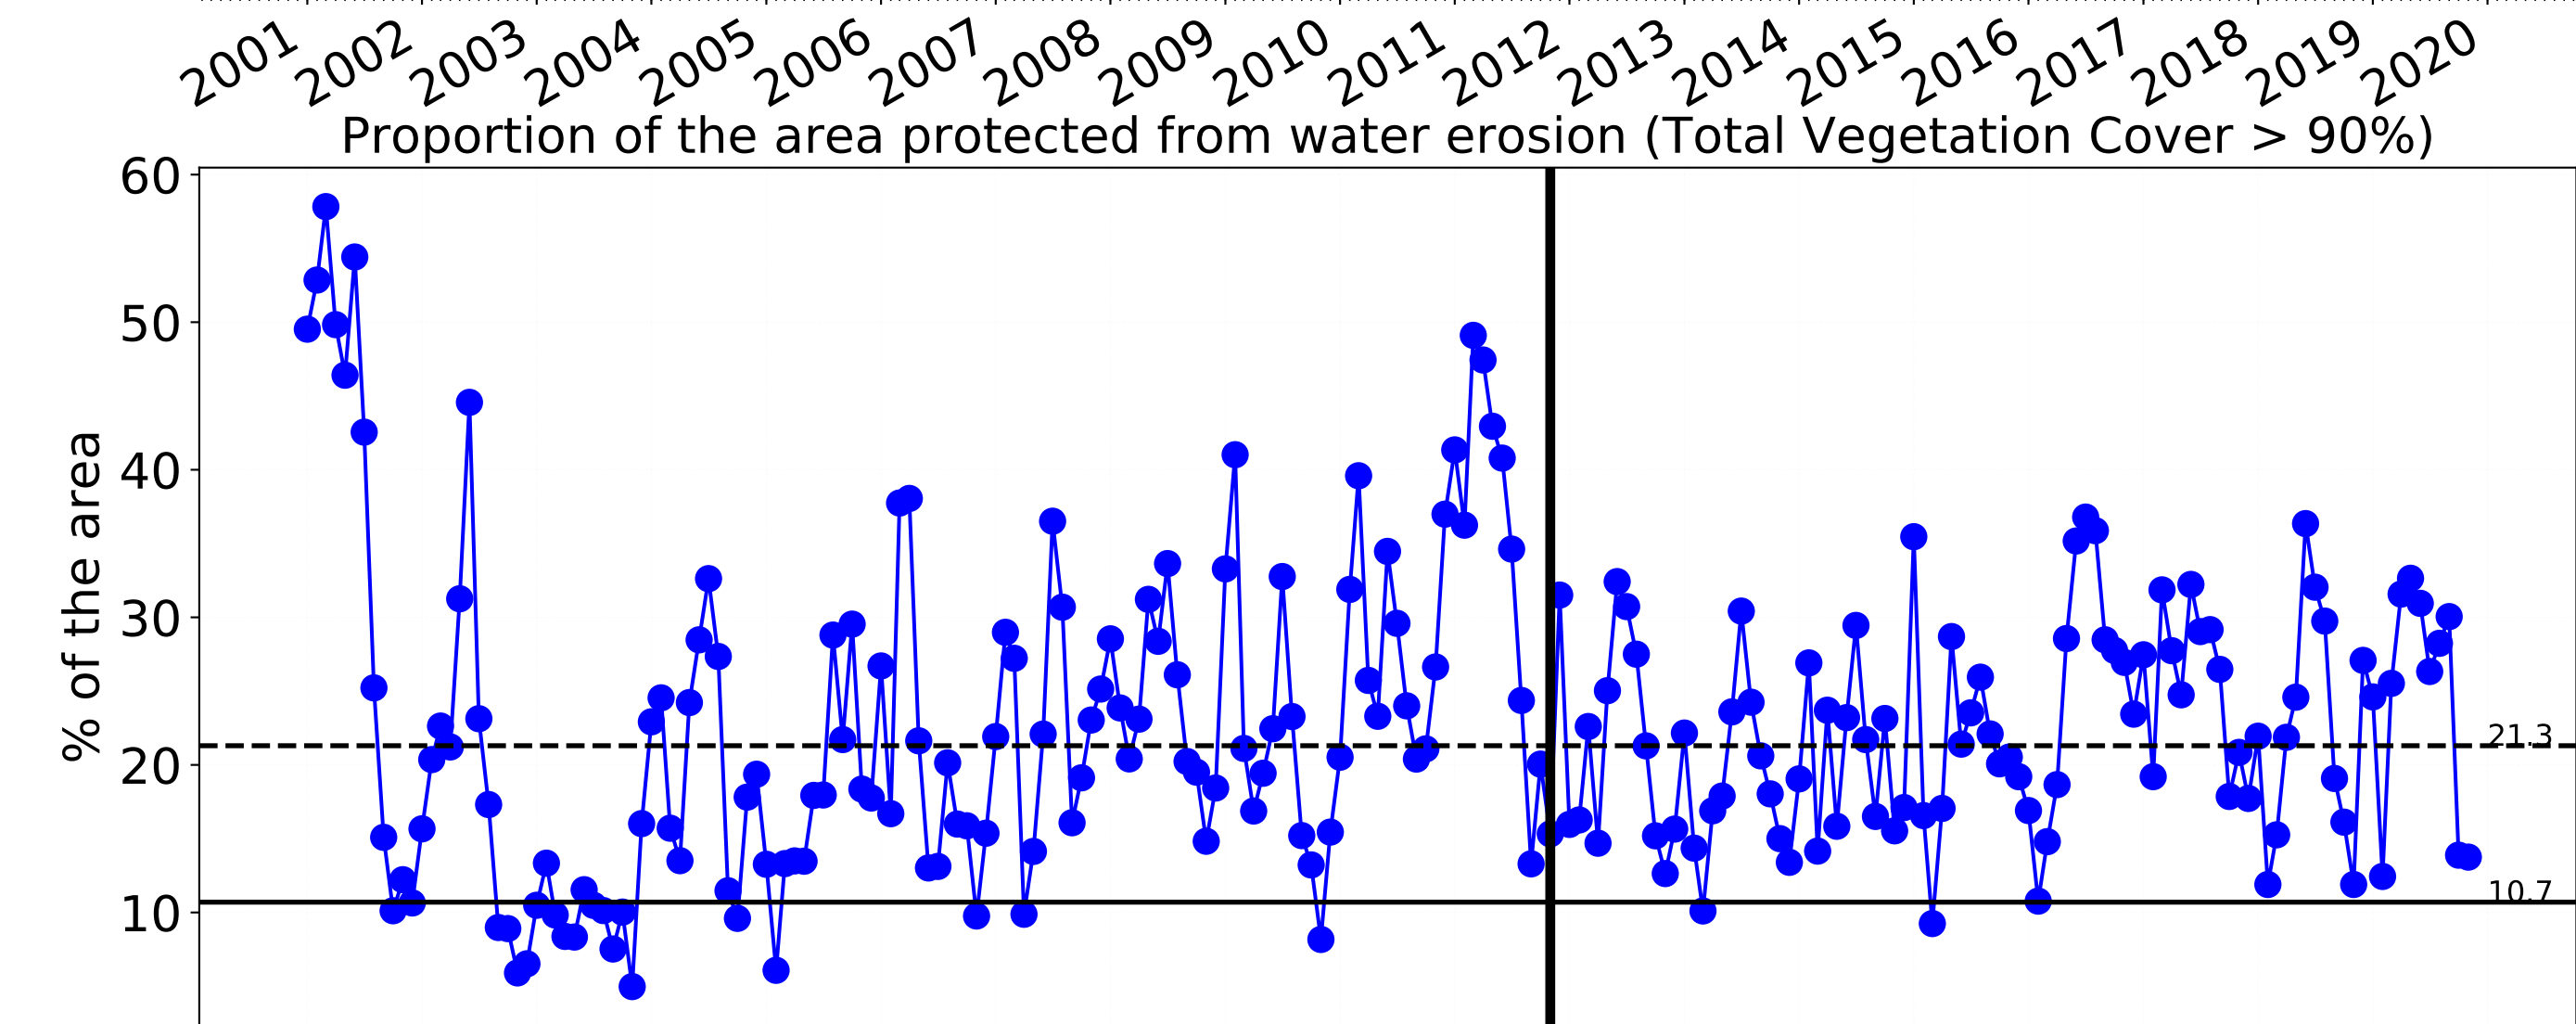 2001 2002 2003 2004 2005 2006 2007 2008 2009 2010 2011 2012 2013 2014 2015 2016 2017 2018 2019 2020
Proportion of the area protected from water erosion (Total Vegetation Cover > 90%)
60
50
40
30
20
10
% of the area
21.3
10.7